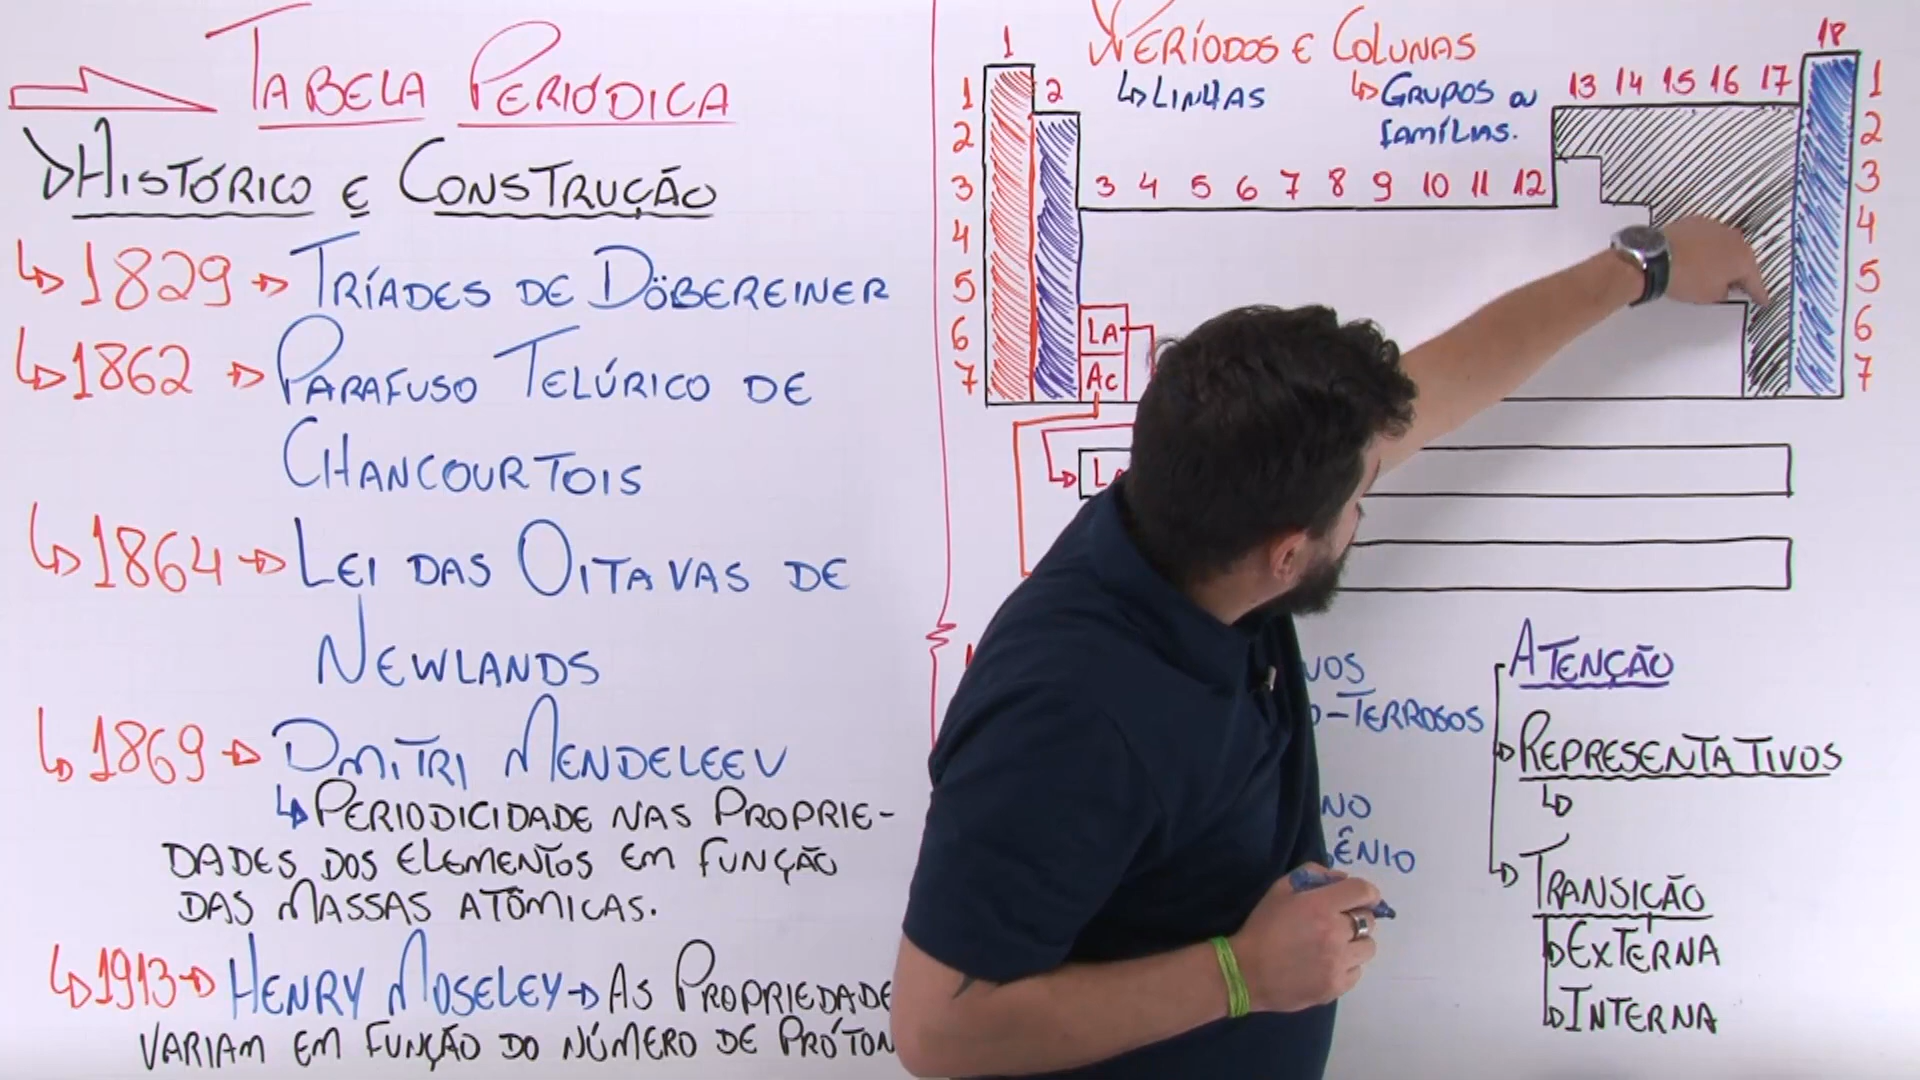 TABELA PERIÓDICA
HISTÓRICO E CONSTRUÇÃO
1829 → TRÍADES DE DÖBEREINER
1862 → PARAFUSO TELÚRICO DE
CHANCOURTOIS
1864 → LEI DAS OITAVAS DE
NEWLANDS
1869 → DMITRI MENDELEEV
PERIODICIDADE NAS PROPRIE-
DADES DOS ELEMENTOS EM FUNÇÃO
DAS MASSAS ATÔMICAS.
1913 → HENRY MOSELEY → AS PROPRIEDADE
VARIAM EM FUNÇÃO DO NÚMERO DE PRÓTON
PERÍODOS E COLUNAS
LINHAS
GRUPOS OU
FAMÍLIAS.
1 2 3 4 5 6 7 8 9 10 11 12 13 14 15 16 17 18
1
2
3
4
5
6
7
LA
AC
1
2
3
4
5
6
7
VOS
O-TERROSOS
NO
ÊNIO
ATENÇÃO
REPRESENTATIVOS
TRANSIÇÃO
EXTERNA
INTERNA